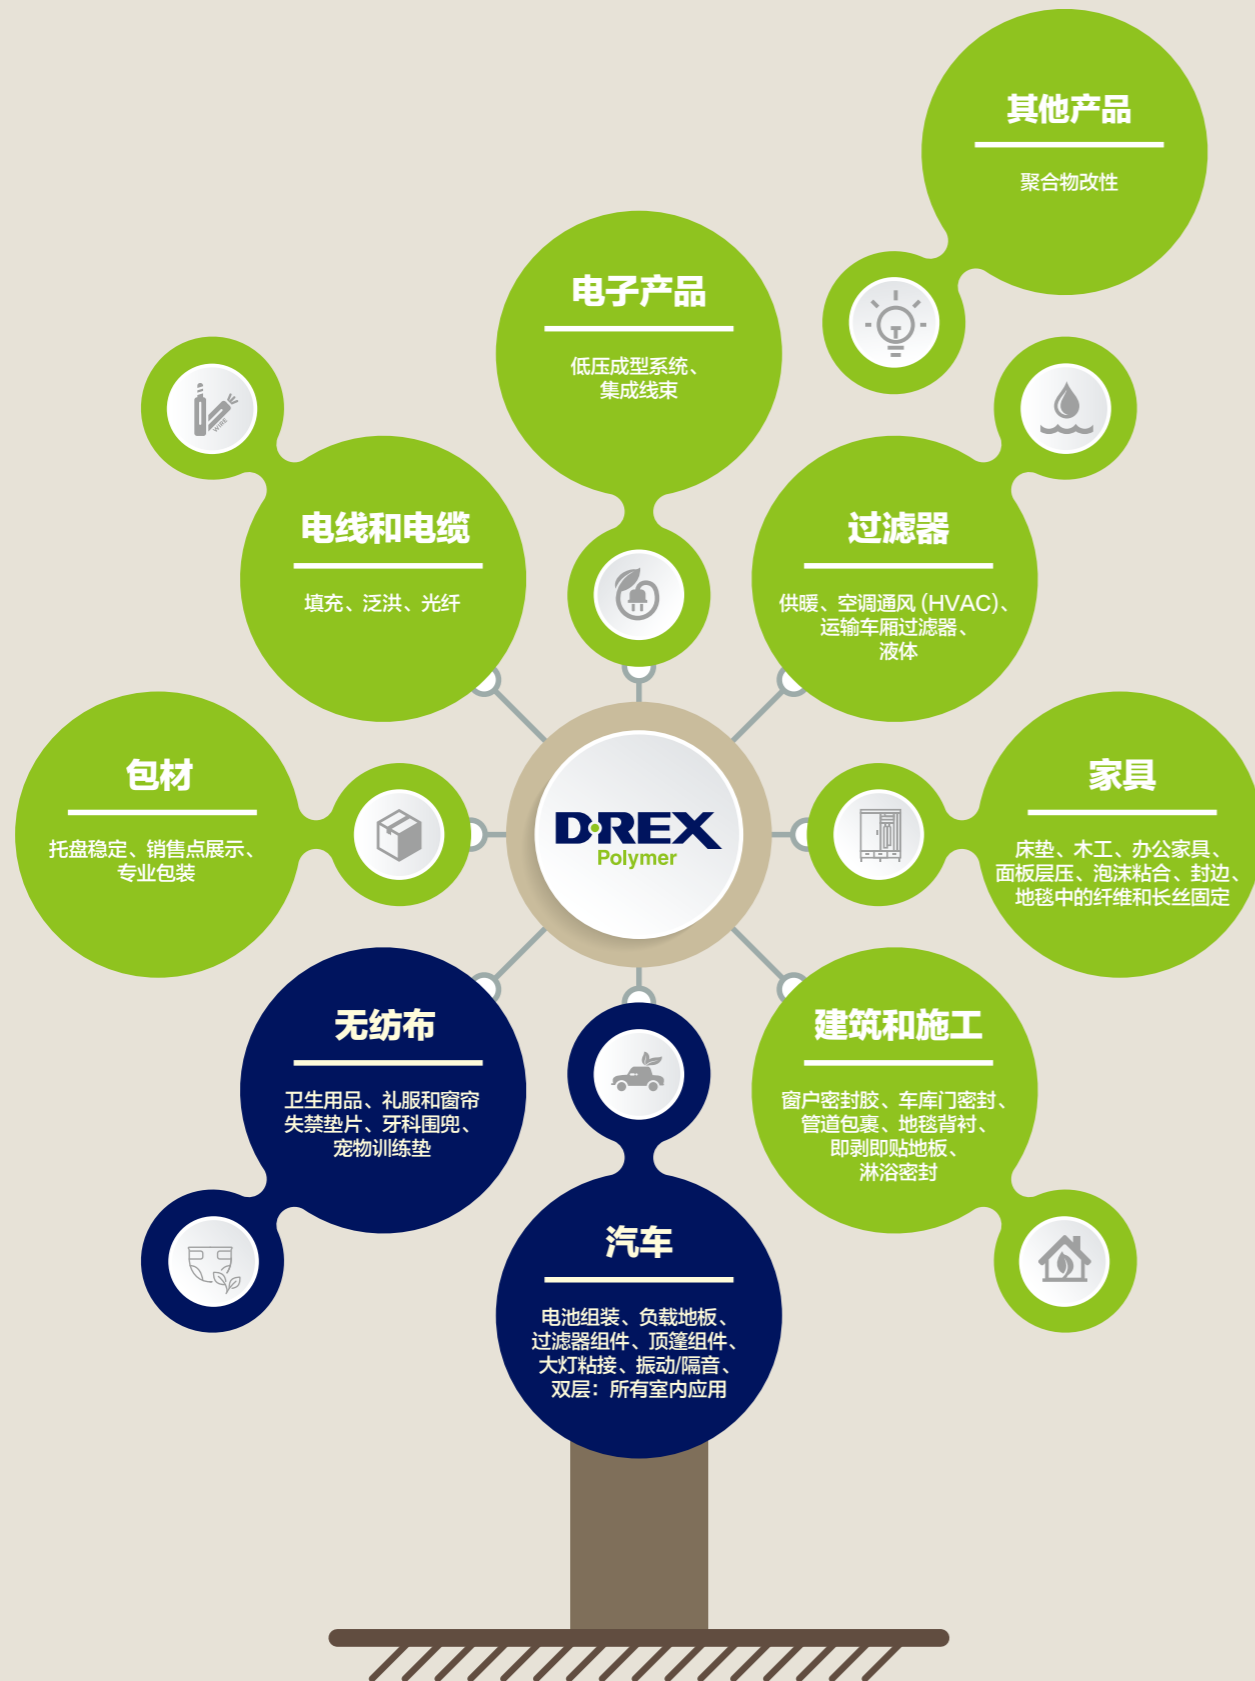 其他产品
聚合物改性
电子产品
低压成型系统、
集成线束
WIRE
电线和电缆
填充、泛洪、光纤
过滤器
供暖、空调通风 (HVAC)、
运输车厢过滤器、
液体
包材
托盘稳定、销售点展示、
专业包装
D·REX
Polymer
家具
床垫、木工、办公家具、
面板层压、泡沫粘合、封边、
地毯中的纤维和长丝固定
无纺布
卫生用品、礼服和窗帘
失禁垫片、牙科围兜、
宠物训练垫
建筑和施工
窗户密封胶、车库门密封、
管道包裹、地毯背衬、
即剥即贴地板、
淋浴密封
汽车
电池组装、负载地板、
过滤器组件、顶篷组件、
大灯粘接、振动/隔音、
双层：所有室内应用